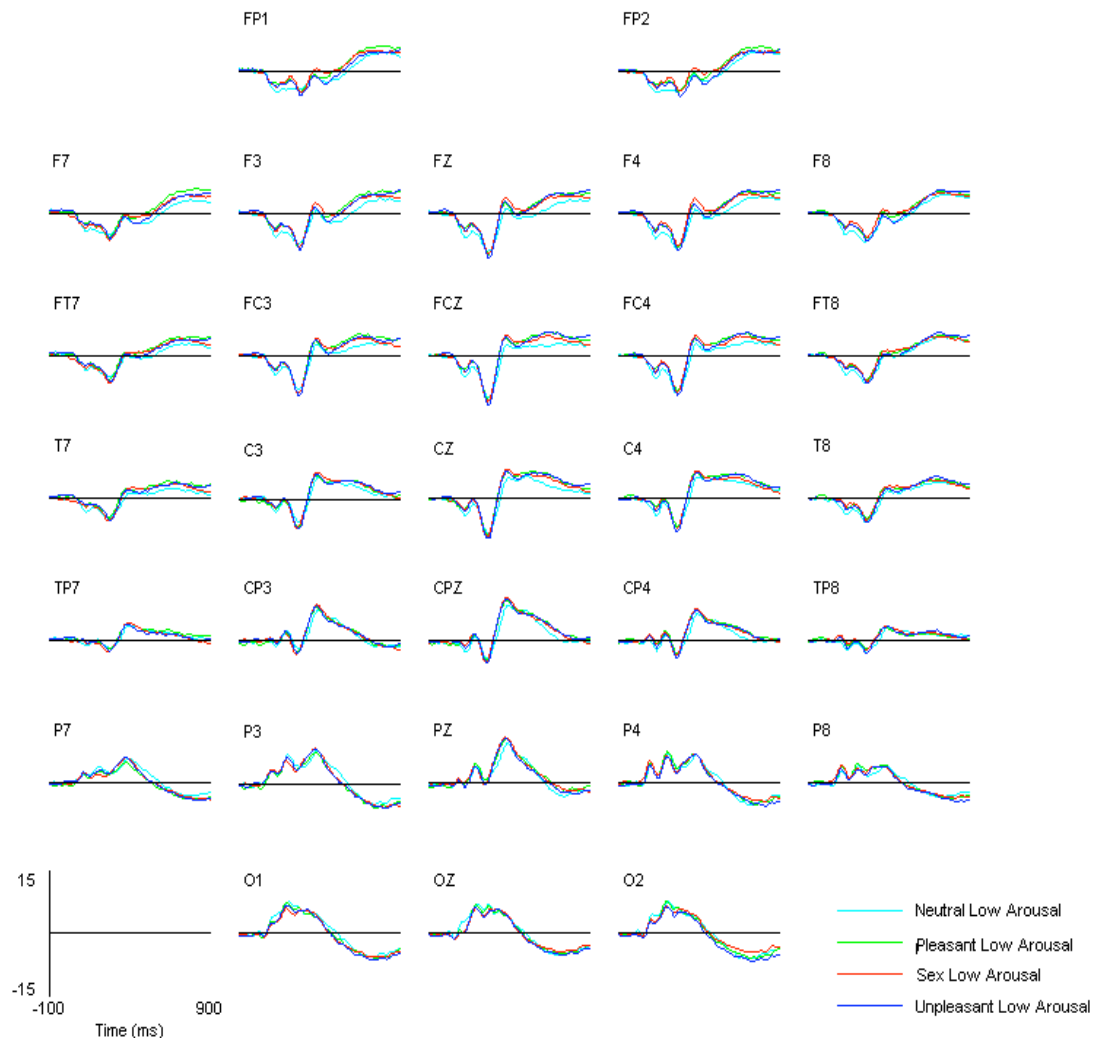 FP1 FP2
F7 F3 FZ F4 F8
FT7 FC3 FCZ FC4 FT8
T7 C3 CZ C4 T8
TP7 CP3 CPZ CP4 TP8
P7 P3 PZ P4 P8
15 O1 OZ O2
Neutral Low Arousal
Pleasant Low Arousal
Sex Low Arousal
-15
Unpleasant Low Arousal
-100 900
Time (ms)